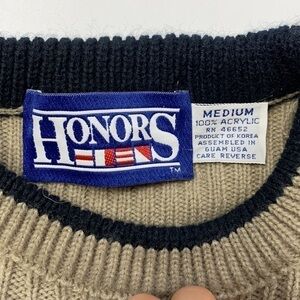 HONORS
TM
MEDIUM
100% ACRYLIC
RN 46652
PRODUCT OF KOREA
ASSEMBLED IN
GUAM USA
CARE REVERSE